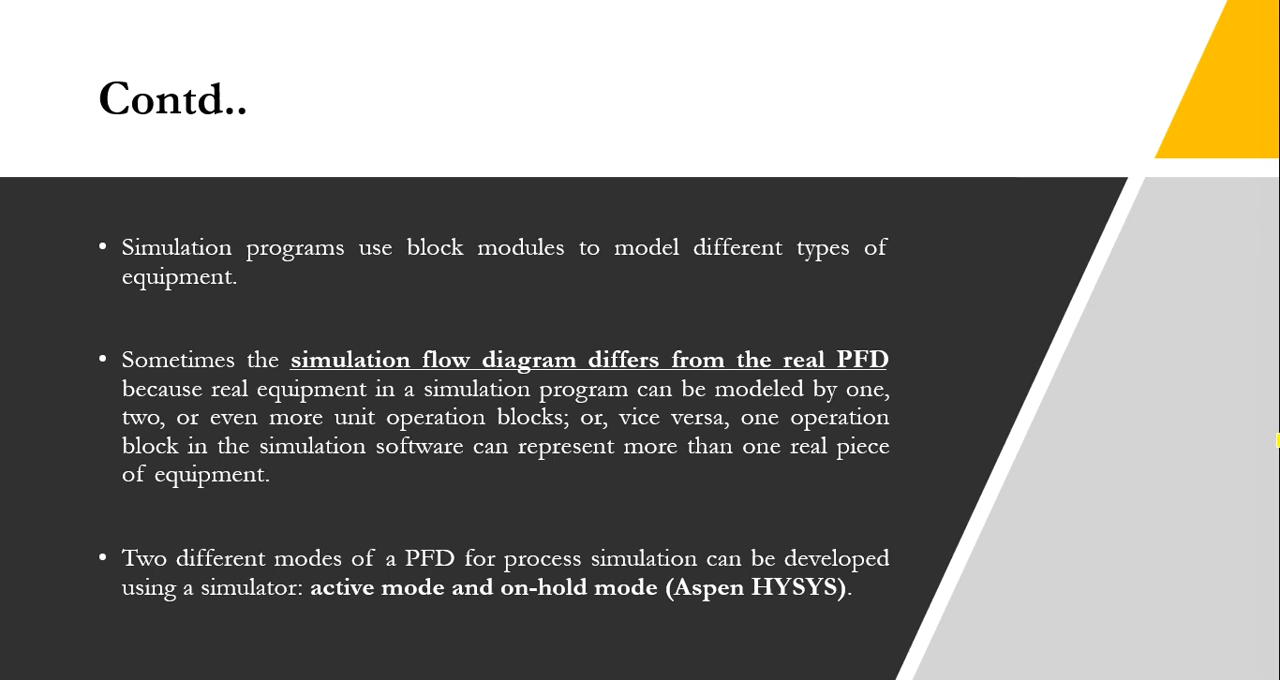 Contd..
• Simulation programs use block modules to model different types of
equipment.
• Sometimes the simulation flow diagram differs from the real PFD
because real equipment in a simulation program can be modeled by one,
two, or even more unit operation blocks; or, vice versa, one operation
block in the simulation software can represent more than one real piece
of equipment.
• Two different modes of a PFD for process simulation can be developed
using a simulator: active mode and on-hold mode (Aspen HYSYS).